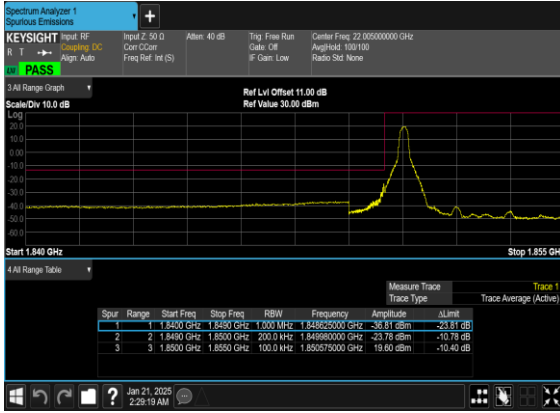 Spectrum Analyzer 1
Spurious Emissions
+
KEYSIGHT Input: RF Input Z: 50 Ω Atten: 40 dB Trig: Free Run Center Freq: 22.005000000 GHz
R T Coupling: DC Corr CCorr Gate: Off Avg|Hold: 100/100
Align: Auto Freq Ref: Int (S) IF Gain: Low Radio Std: None
PASS
3 All Range Graph
Ref Lvl Offset 11.00 dB
Scale/Div 10.0 dB Ref Value 30.00 dBm
Log
20.0
10.0
0.00
-10.0
-20.0
-30.0
-40.0
-50.0
-60.0
Start 1.840 GHz Stop 1.855 GH
4 All Range Table
Measure Trace Trace 1
Trace Type Trace Average (Active)
Spur Range Start Freq Stop Freq RBW Frequency Amplitude ΔLimit
1 1 1.8400 GHz 1.8490 GHz 1.000 MHz 1.848625000 GHz -36.81 dBm -23.81 dB
2 2 1.8490 GHz 1.8500 GHz 200.0 kHz 1.849980000 GHz -23.78 dBm -10.78 dB
3 3 1.8500 GHz 1.8550 GHz 100.0 kHz 1.850575000 GHz 19.60 dBm -10.40 dB
? Jan 21, 2025
2:29:19 AM